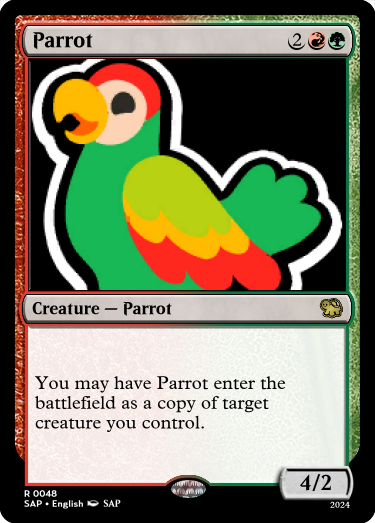 Parrot 2
Creature — Parrot
You may have Parrot enter the
battlefield as a copy of target
creature you control.
4/2
R 0048
SAP • English SAP
2024